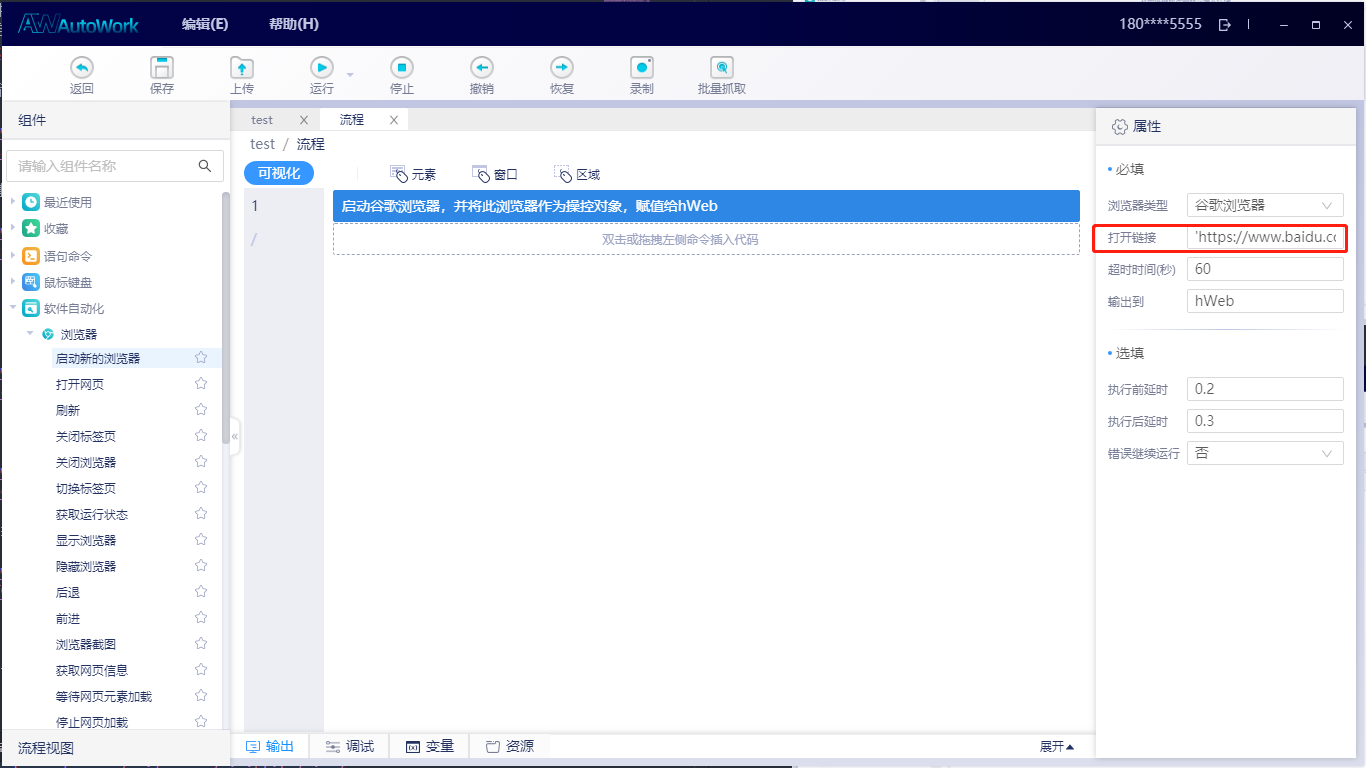 AW AutoWork 编辑(E) 帮助(H) 180****5555
返回 保存 上传 运行 停止 撤销 恢复 录制 批量抓取
组件
请输入组件名称
最近使用
收藏
语句命令
鼠标键盘
软件自动化
浏览器
启动新的浏览器
打开网页
刷新
关闭标签页
关闭浏览器
切换标签页
获取运行状态
显示浏览器
隐藏浏览器
后退
前进
浏览器截图
获取网页信息
等待网页元素加载
停止网页加载
流程视图
test 流程
test / 流程
可视化 元素 窗口 区域
1 启动谷歌浏览器，并将此浏览器作为操控对象，赋值给hWeb
/ 双击或拖拽左侧命令插入代码
输出 调试 变量 资源 展开
属性
必填
浏览器类型 谷歌浏览器
打开链接 'https://www.baidu.cc
超时时间(秒) 60
输出到 hWeb
选填
执行前延时 0.2
执行后延时 0.3
错误继续运行 否